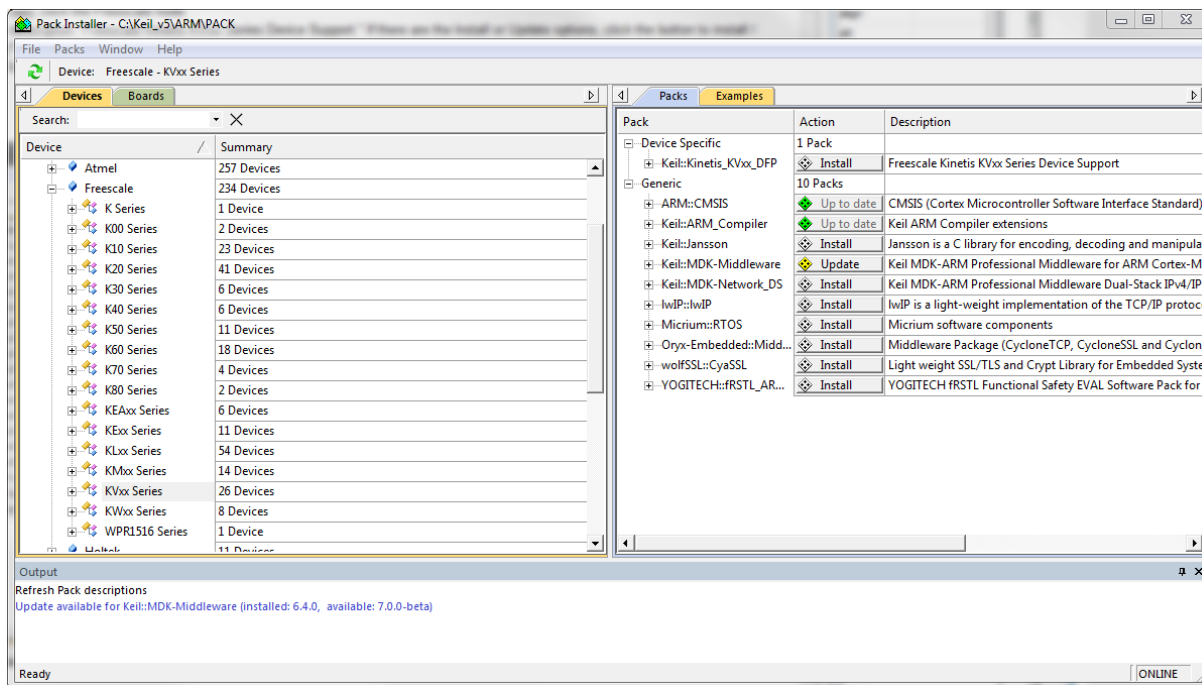 Pack Installer - C:\Keil_v5\ARM\PACK
File Packs Window Help
Device: Freescale - KVxx Series
Devices Boards
Search:
Device Summary
Atmel 257 Devices
Freescale 234 Devices
K Series 1 Device
K00 Series 2 Devices
K10 Series 23 Devices
K20 Series 41 Devices
K30 Series 6 Devices
K40 Series 6 Devices
K50 Series 11 Devices
K60 Series 18 Devices
K70 Series 4 Devices
K80 Series 2 Devices
KEAxx Series 6 Devices
KExx Series 11 Devices
KLxx Series 54 Devices
KMxx Series 14 Devices
KVxx Series 26 Devices
KWxx Series 8 Devices
WPR1516 Series 1 Device
Holtek 11 Devices
Packs Examples
Pack Action Description
Device Specific 1 Pack
Keil::Kinetis_KVxx_DFP Install Freescale Kinetis KVxx Series Device Support
Generic 10 Packs
ARM::CMSIS Up to date CMSIS (Cortex Microcontroller Software Interface Standard)
Keil::ARM_Compiler Up to date Keil ARM Compiler extensions
Keil::Jansson Install Jansson is a C library for encoding, decoding and manipula
Keil::MDK-Middleware Update Keil MDK-ARM Professional Middleware for ARM Cortex-M
Keil::MDK-Network_DS Install Keil MDK-ARM Professional Middleware Dual-Stack IPv4/IP
lwIP::lwIP Install lwIP is a light-weight implementation of the TCP/IP protoc
Micrium::RTOS Install Micrium software components
Oryx-Embedded::Midd... Install Middleware Package (CycloneTCP, CycloneSSL and Cyclon
wolfSSL::CyaSSL Install Light weight SSL/TLS and Crypt Library for Embedded Syste
YOGITECH::fRSTL_AR... Install YOGITECH fRSTL Functional Safety EVAL Software Pack for
Output
Refresh Pack descriptions
Update available for Keil::MDK-Middleware (installed: 6.4.0, available: 7.0.0-beta)
Ready ONLINE